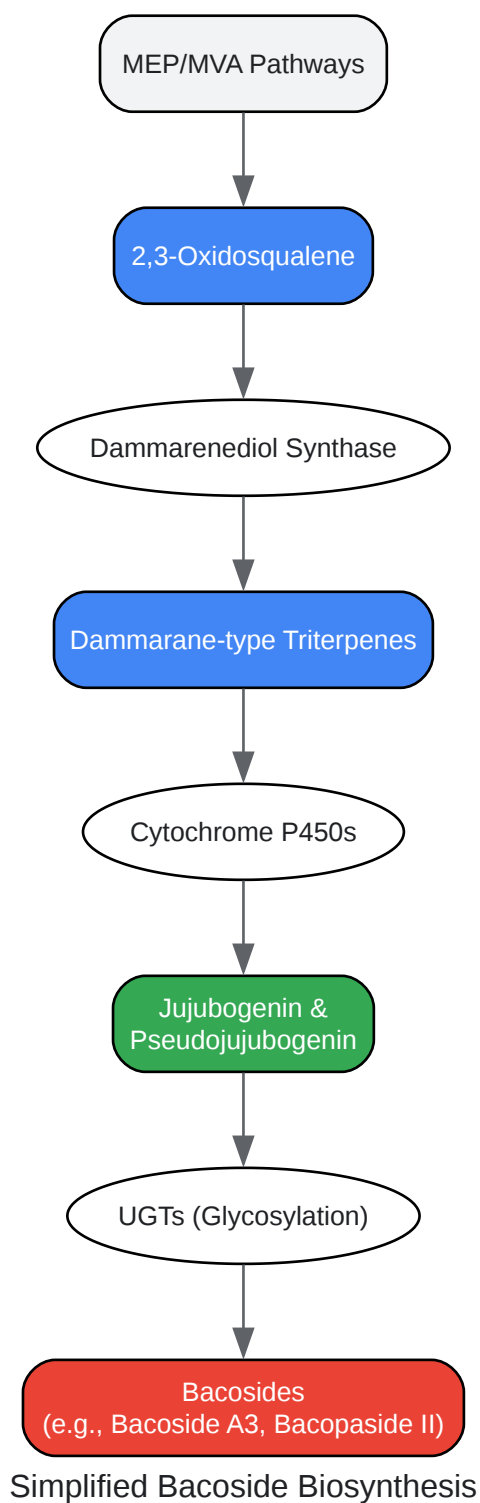 MEP/MVA Pathways
2,3-Oxidosqualene
Dammarenediol Synthase
Dammarane-type Triterpenes
Cytochrome P450s
Jujubogenin &
Pseudojujubogenin
UGTs (Glycosylation)
Bacosides
(e.g., Bacoside A3, Bacopaside II)
Simplified Bacoside Biosynthesis